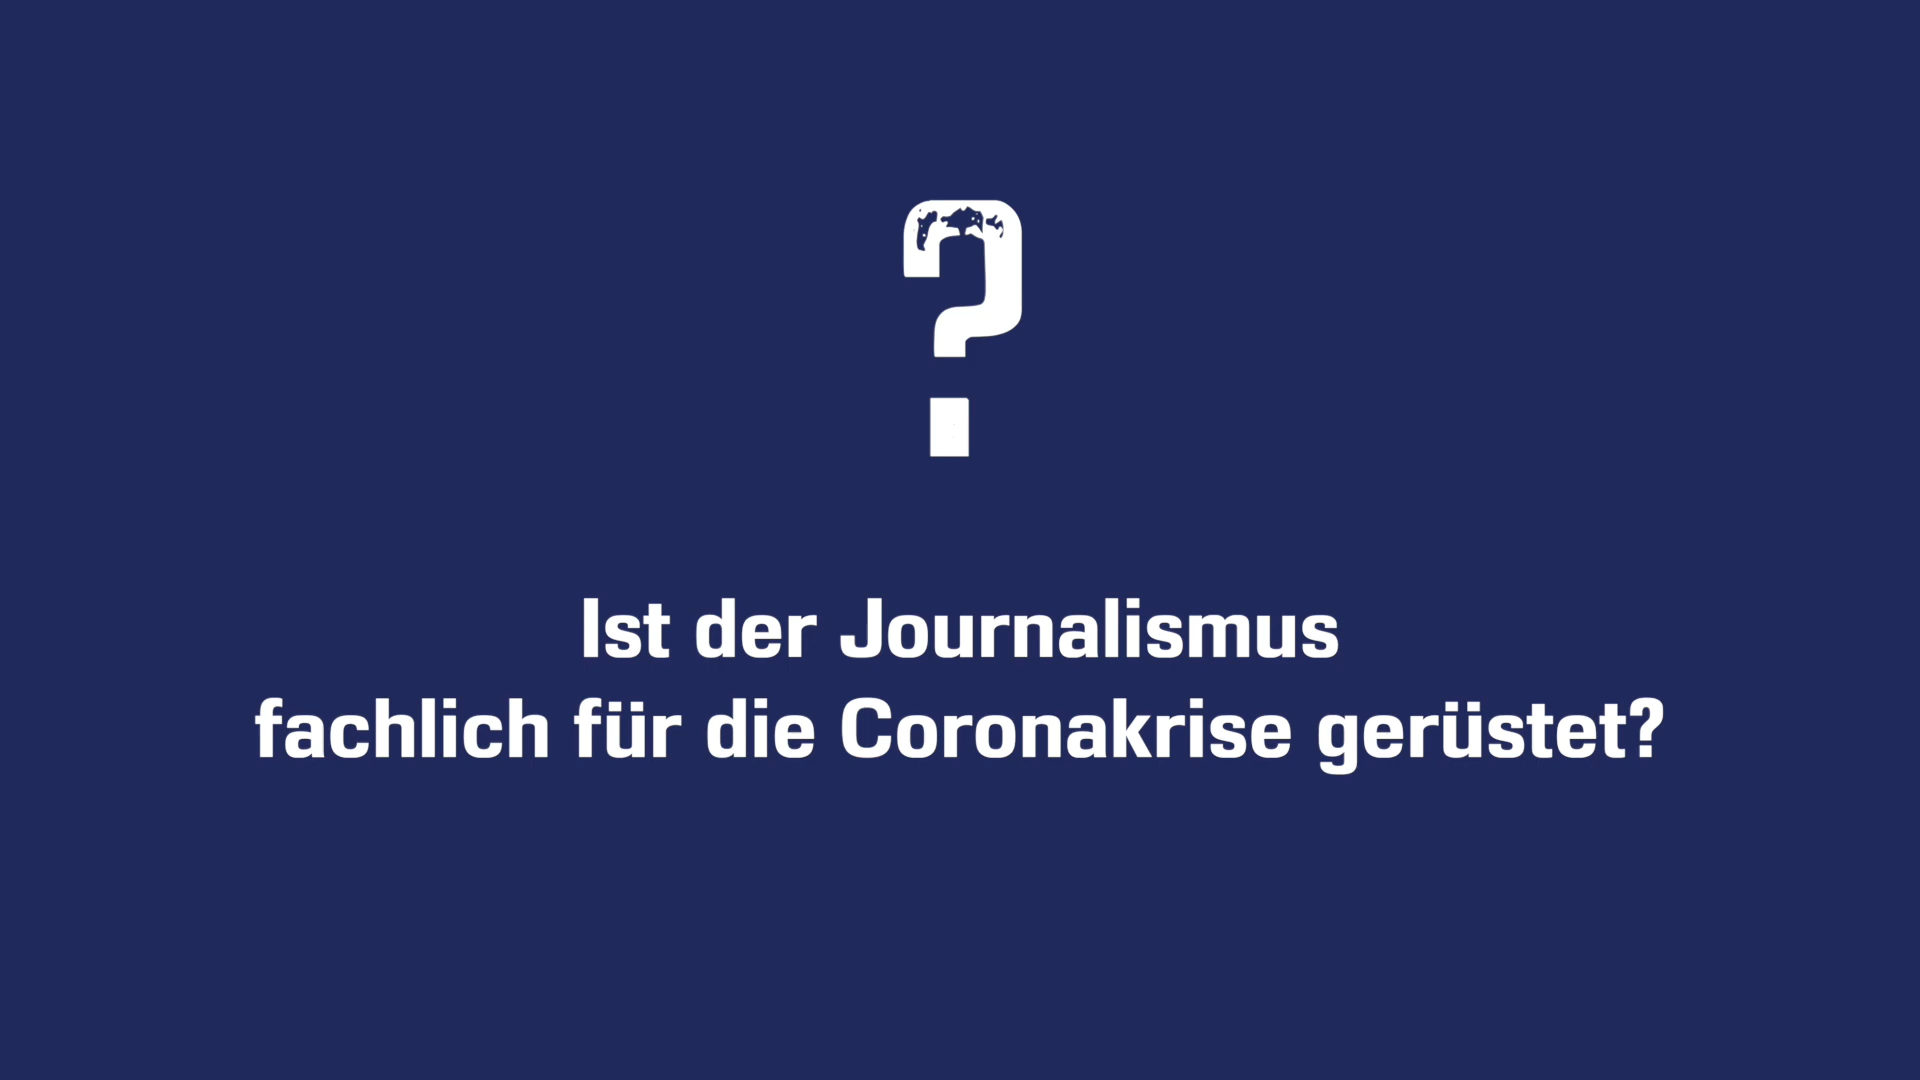 ?
Ist der Journalismus
fachlich für die Coronakrise gerüstet?